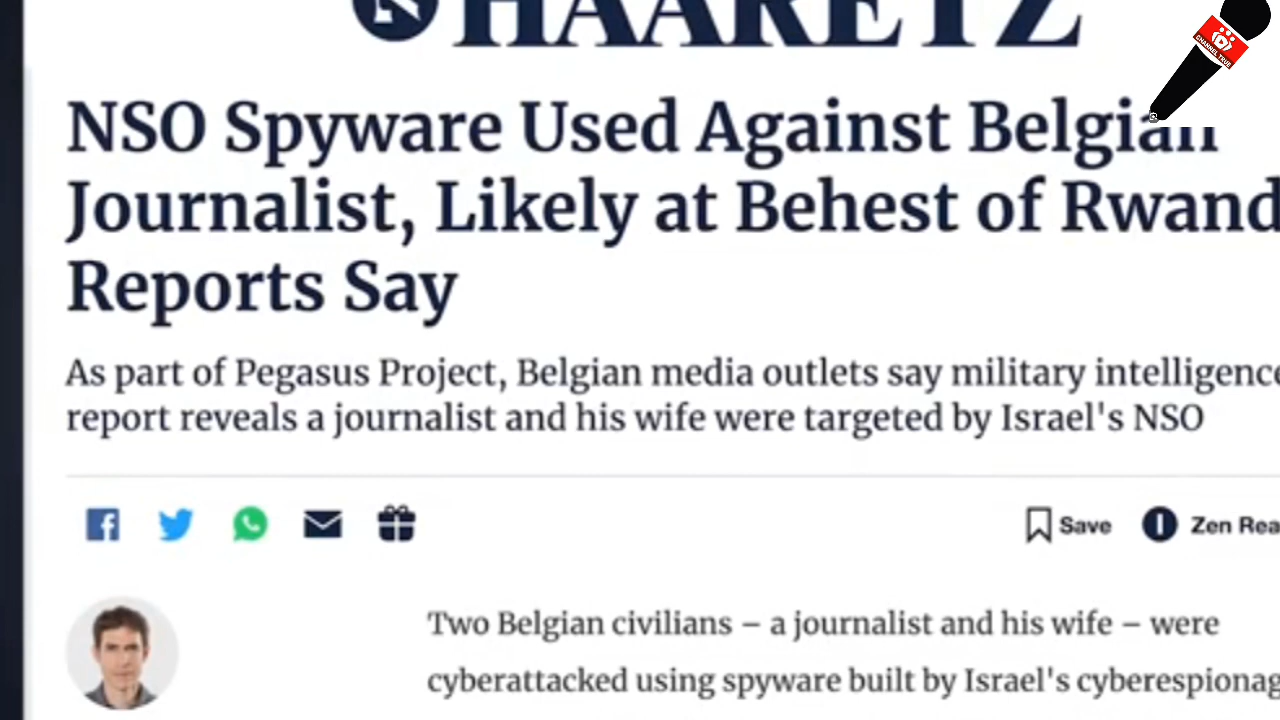 HAARETZ
CHANNEL TRUE
NSO Spyware Used Against Belgian
Journalist, Likely at Behest of Rwand
Reports Say
As part of Pegasus Project, Belgian media outlets say military intelligence
report reveals a journalist and his wife were targeted by Israel's NSO
Save
Zen Rea
Two Belgian civilians – a journalist and his wife – were
cyberattacked using spyware built by Israel's cyberespionag